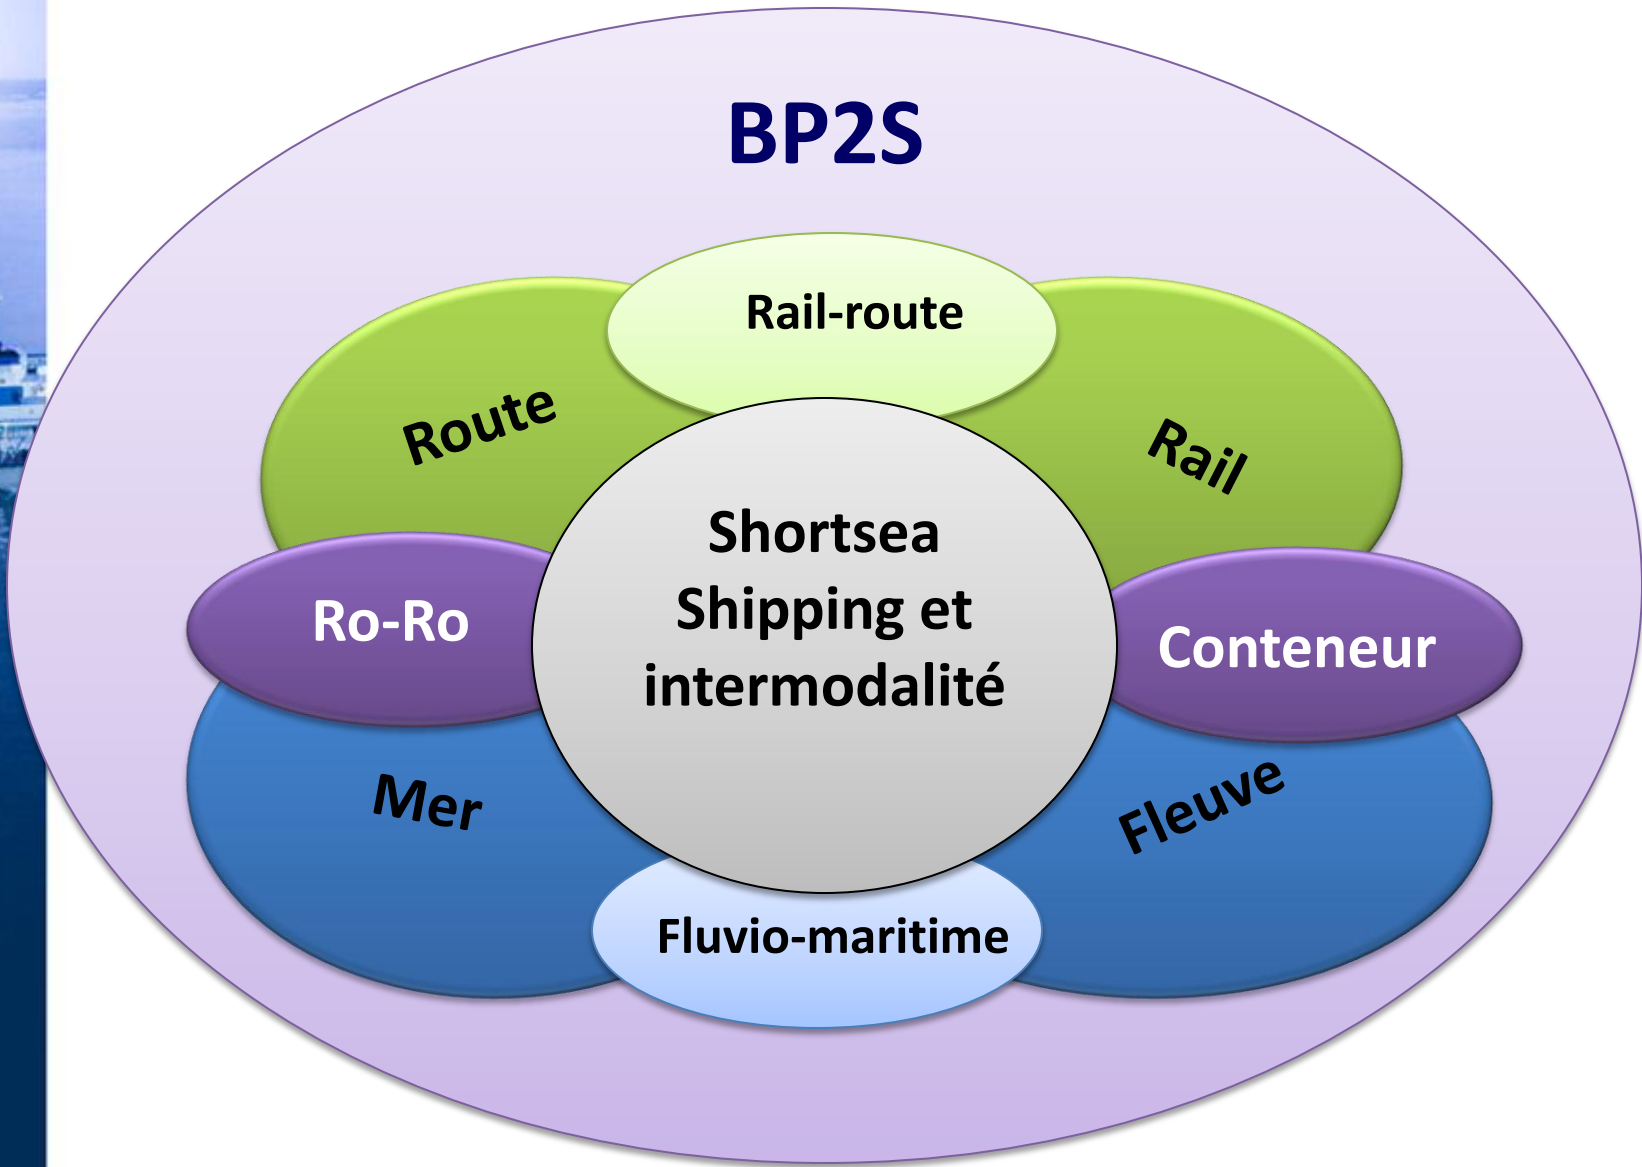 BP2S
Rail-route
Route
Rail
Shortsea
Shipping et
intermodalité
Ro-Ro
Conteneur
Mer
Fleuve
Fluvio-maritime